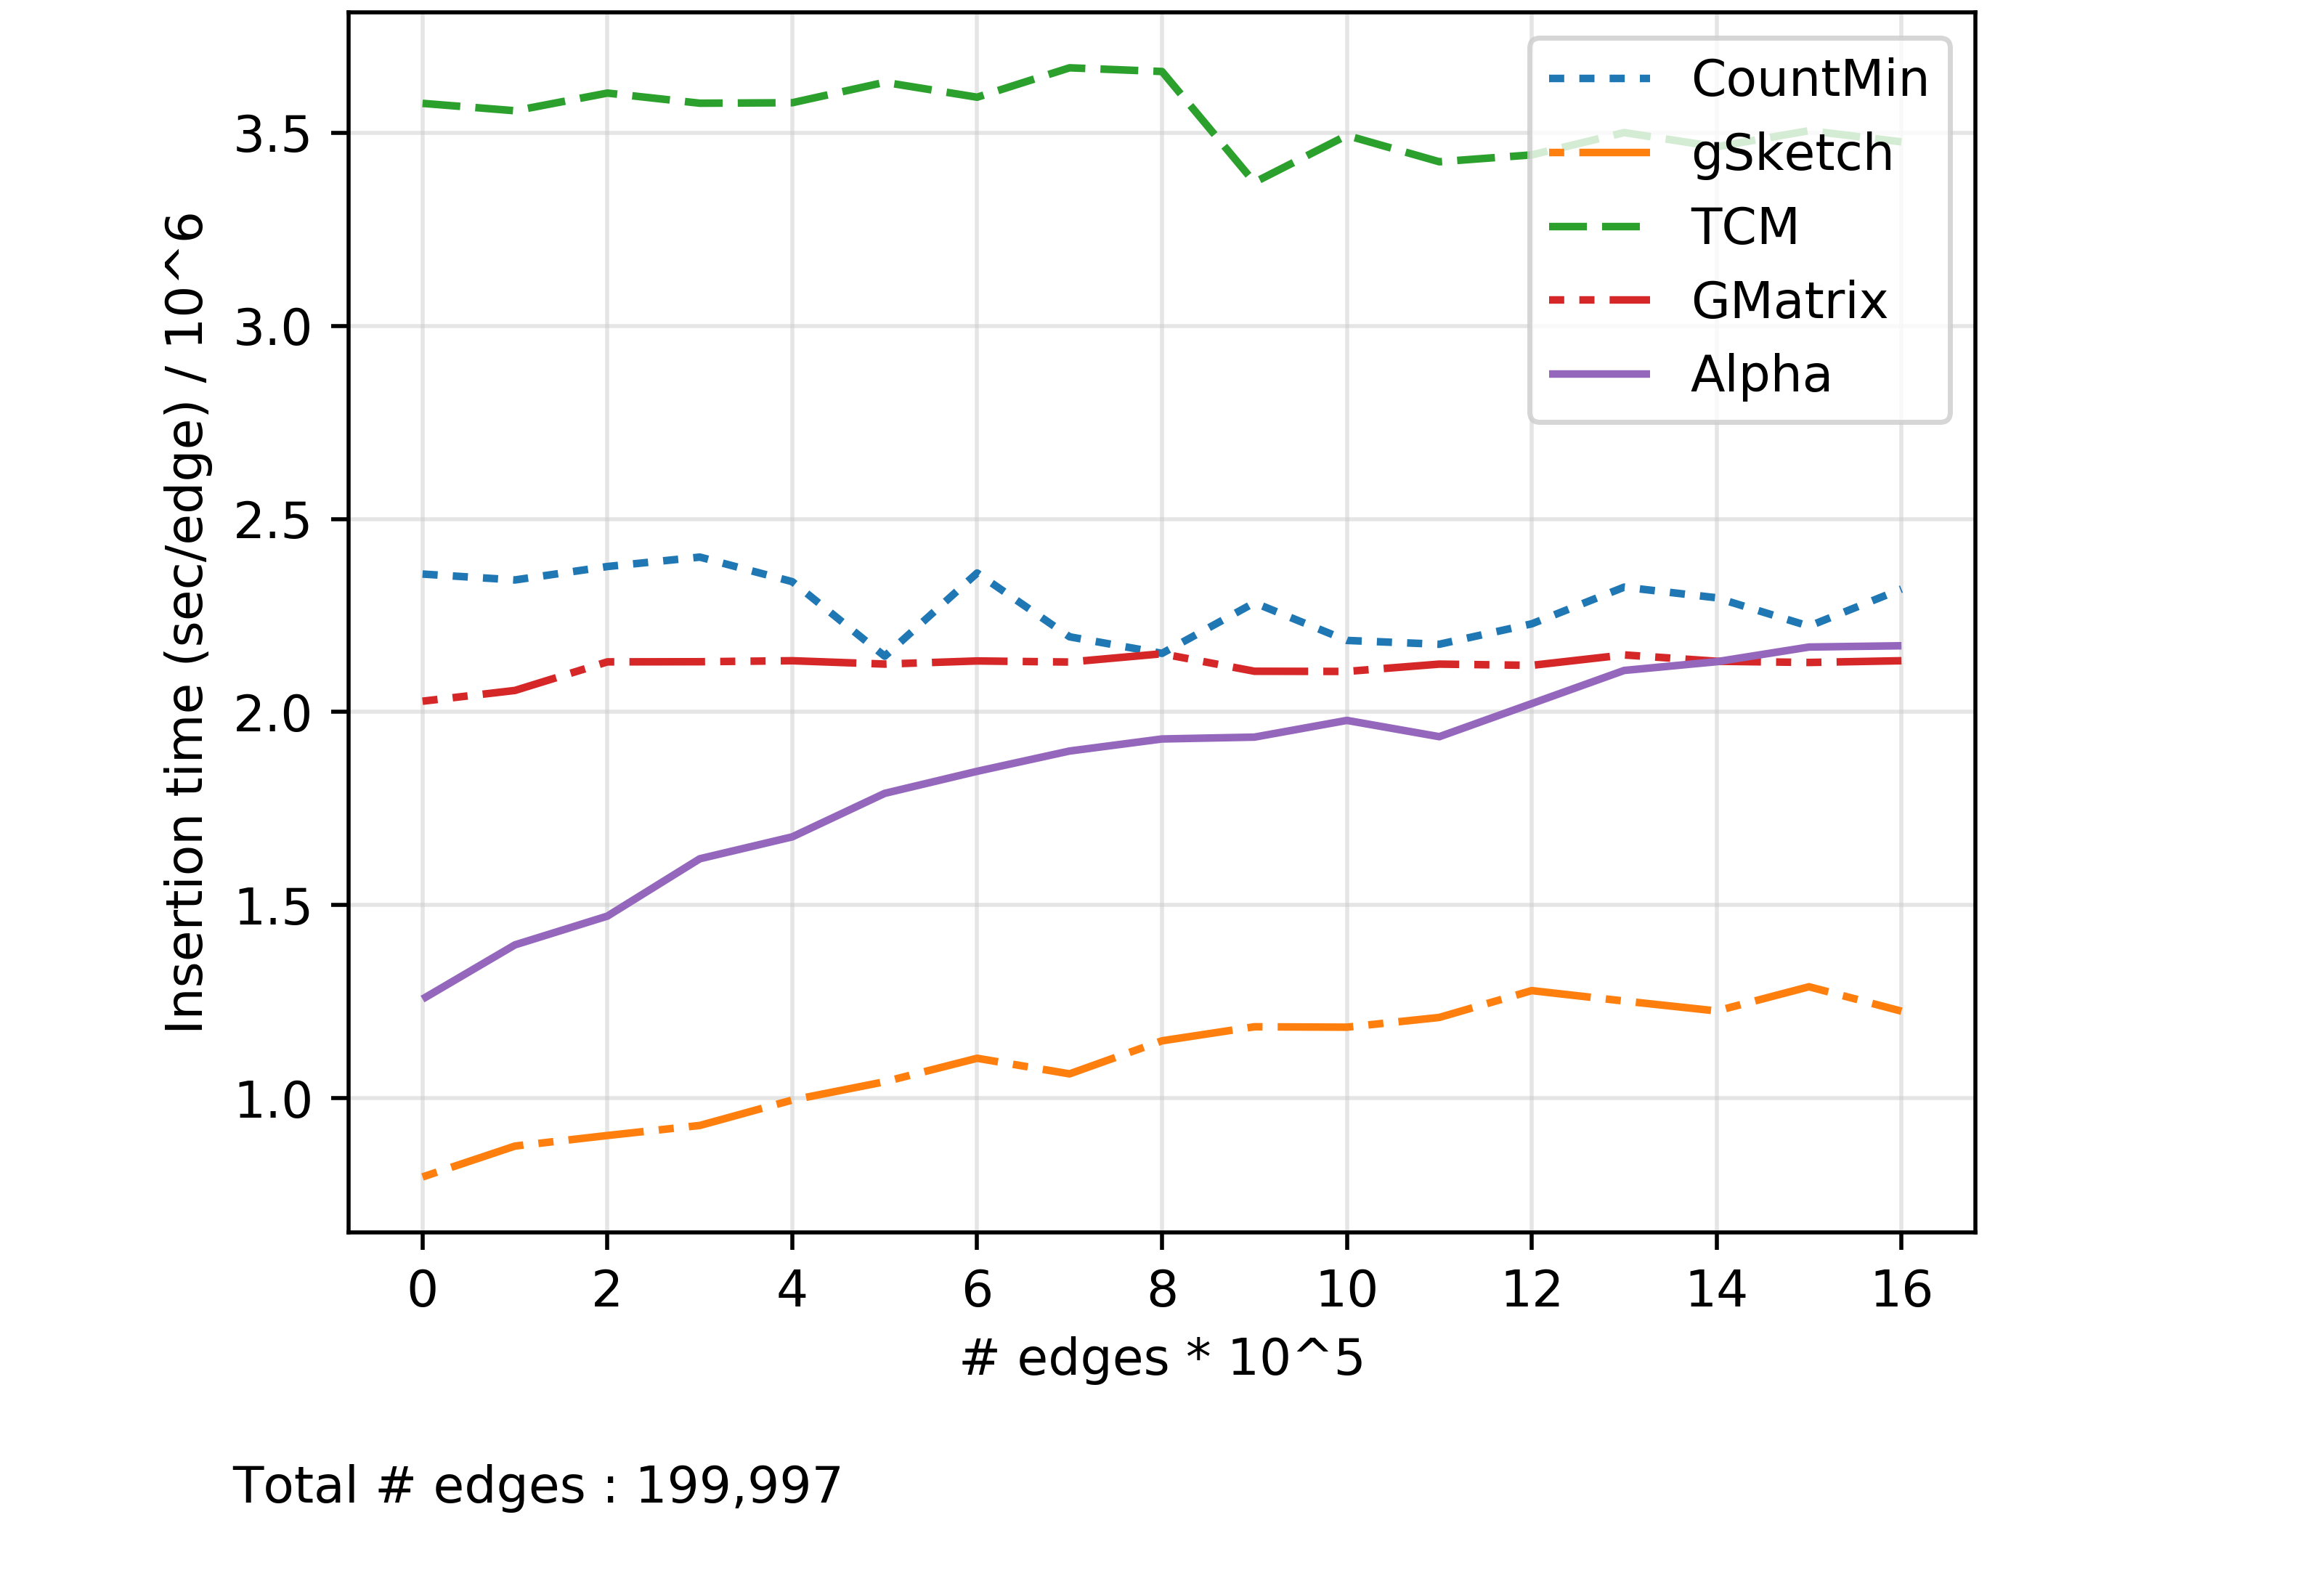 Insertion time (sec/edge) / 10^6
3.5
3.0
2.5
2.0
1.5
1.0
CountMin
gSketch
TCM
GMatrix
Alpha
0 2 4 6 8 10 12 14 16
# edges * 10^5
Total # edges : 199,997